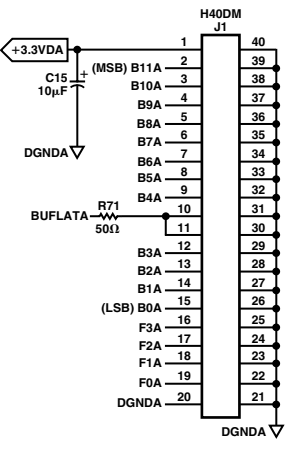 H40DM
J1
+3.3VDA 1 40
(MSB) B11A 2 39
C15 + B10A 3 38
10µF B9A 4 37
B8A 5 36
B7A 6 35
DGNDA B6A 7 34
B5A 8 33
B4A 9 32
BUFLATA R71 10 31
50Ω 11 30
B3A 12 29
B2A 13 28
B1A 14 27
(LSB) B0A 15 26
F3A 16 25
F2A 17 24
F1A 18 23
F0A 19 22
DGNDA 20 21
DGNDA